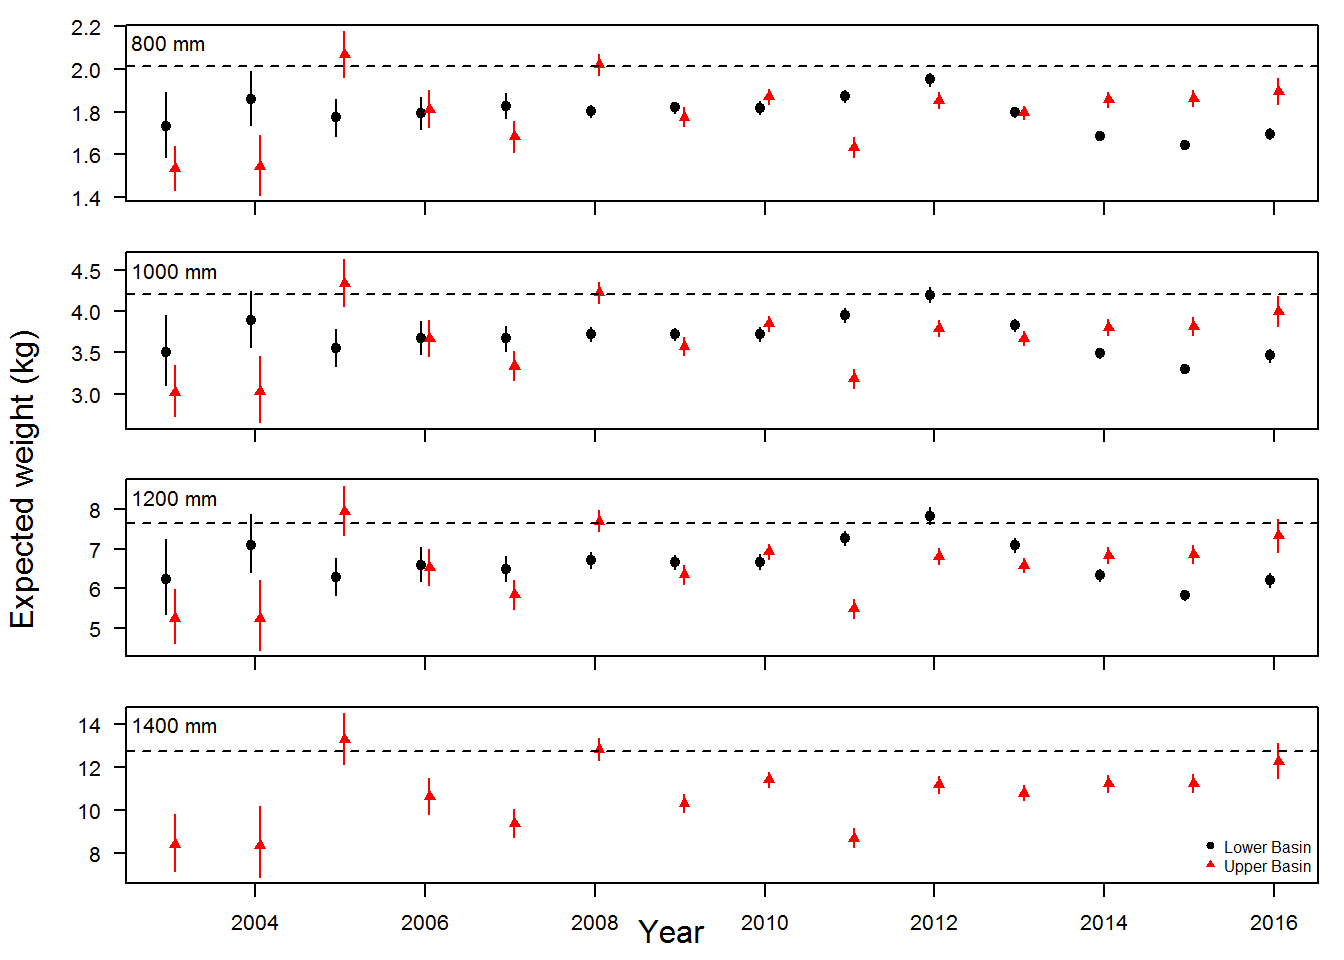 Expected weight (kg)
800 mm
2.2
2.0
1.8
1.6
1.4
1000 mm
4.5
4.0
3.5
3.0
1200 mm
8
7
6
5
1400 mm
14
12
10
8
Lower Basin
Upper Basin
2004 2006 2008 2010 2012 2014 2016
Year